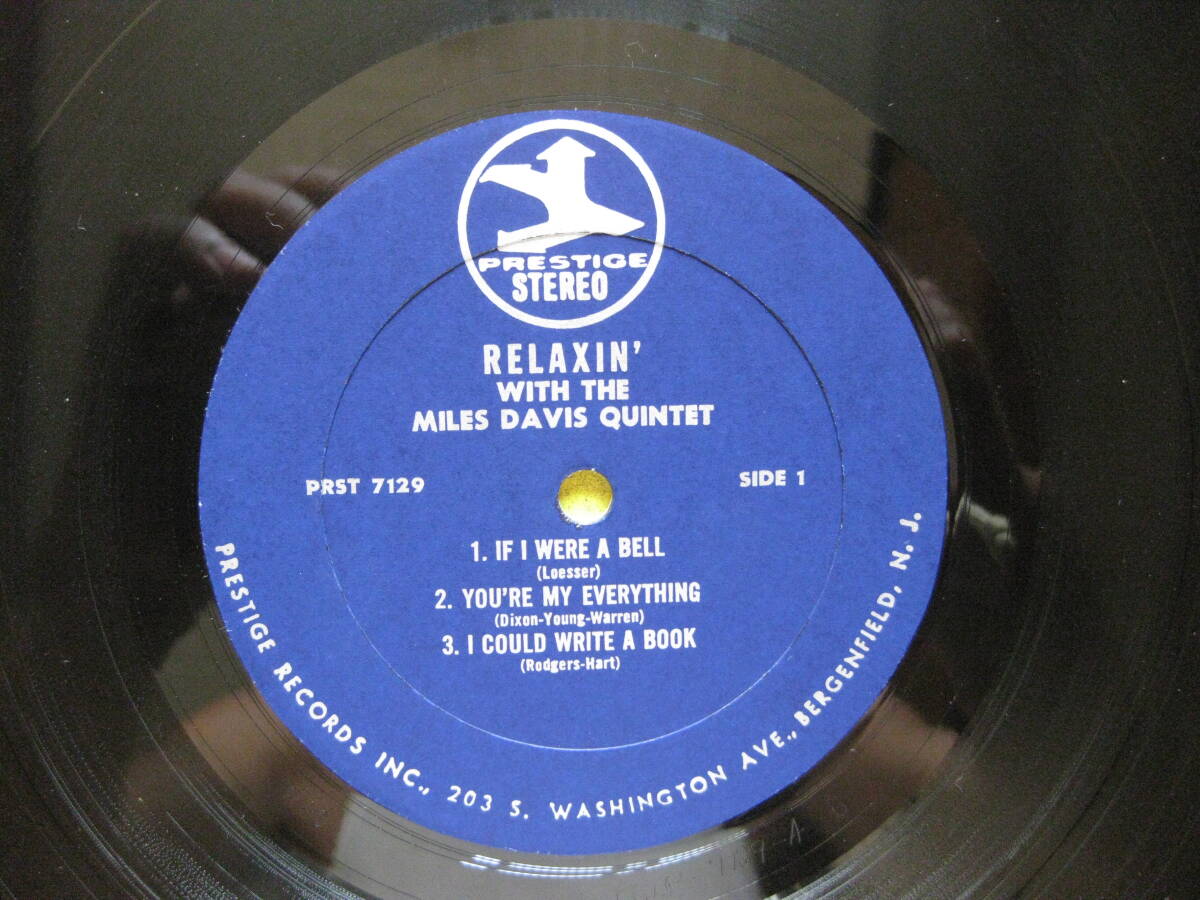 PRESTIGE
STEREO
RELAXIN'
WITH THE
MILES DAVIS QUINTET
PRST 7129
SIDE 1
1. IF I WERE A BELL
(Loesser)
2. YOU'RE MY EVERYTHING
(Dixon-Young-Warren)
3. I COULD WRITE A BOOK
(Rodgers-Hart)
PRESTIGE RECORDS INC., 203 S. WASHINGTON AVE., BERGENFIELD, N. J.